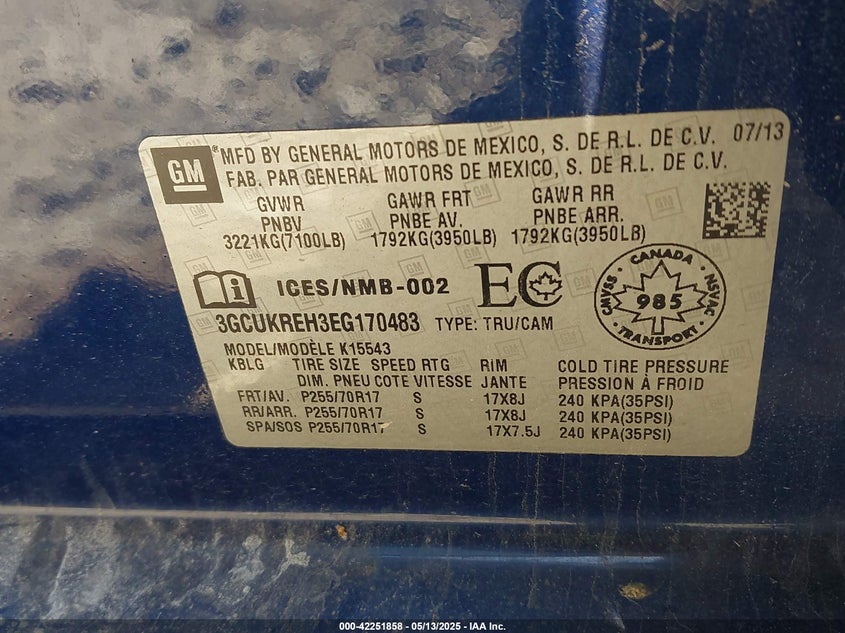 GM
®MFD BY GENERAL MOTORS DE MEXICO, S. DE R.L. DE C.V. 07/13
FAB. PAR GENERAL MOTORS DE MEXICO, S. DE R.L. DE C.V.
GVWR GAWR FRT GAWR RR
PNBV PNBE AV. PNBE ARR.
3221KG(7100LB) 1792KG(3950LB) 1792KG(3950LB)
i ICES/NMB-002 EC
CANADA
CMVSS 985 NSVAC
3GCUKREH3EG170483 TYPE: TRU/CAM
MODEL/MODÈLE K15543
KBLG TIRE SIZE SPEED RTG RIM COLD TIRE PRESSURE
DIM. PNEU COTE VITESSE JANTE PRESSION À FROID
FRT/AV. P255/70R17 S 17X8J 240 KPA(35PSI)
RR/ARR. P255/70R17 S 17X8J 240 KPA(35PSI)
SPA/SOS P255/70R17 S 17X7.5J 240 KPA(35PSI)
000-42251858 - 05/13/2025 - IAA Inc.